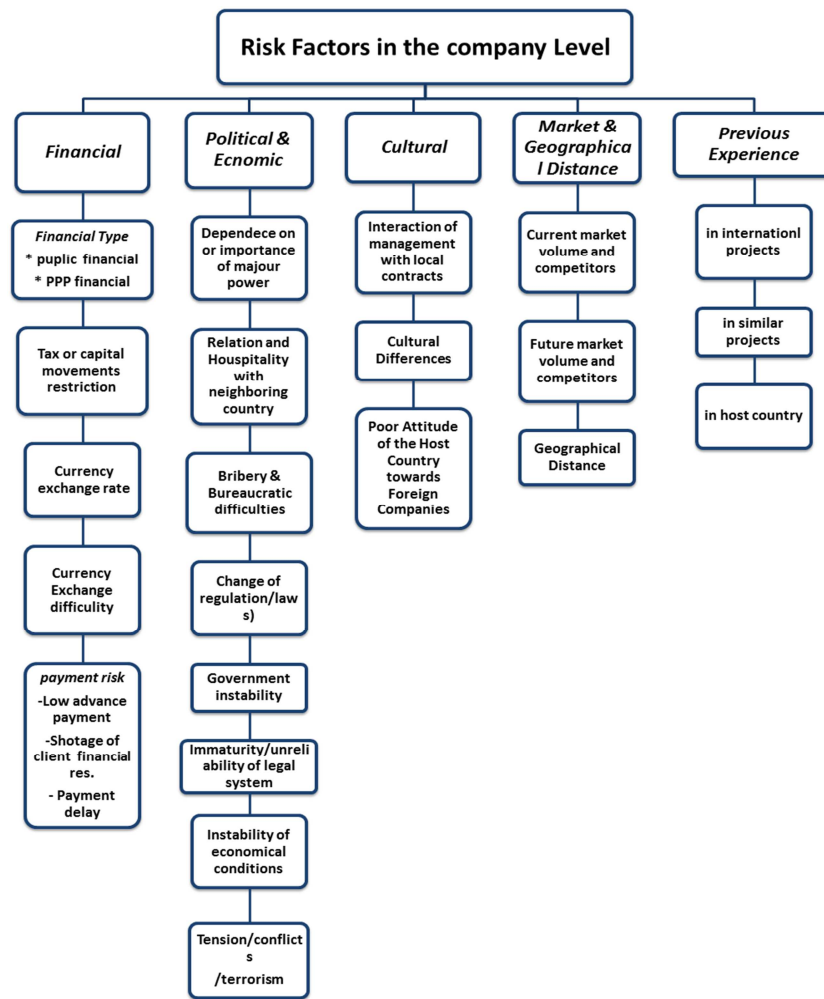 Risk Factors in the company Level
Financial
Financial Type
* puplic financial
* PPP financial
Tax or capital
movements
restriction
Currency
exchange rate
Currency
Exchange
difficulity
payment risk
-Low advance
payment
-Shotage of
client financial
res.
- Payment
delay
Political &
Ecnomic
Dependece on
or importance
of majour
power
Relation and
Houspitality
with
neighboring
country
Bribery &
Bureaucratic
difficulties
Change of
regulation/law
s)
Government
instability
Immaturity/unreli
ability of legal
system
Instability of
economical
conditions
Tension/conflict
s
/terrorism
Cultural
Interaction of
management
with local
contracts
Cultural
Differences
Poor Attitude
of the Host
Country
towards
Foreign
Companies
Market &
Geographica
l Distance
Current market
volume and
competitors
Future market
volume and
competitors
Geographical
Distance
Previous
Experience
in internationl
projects
in similar
projects
in host country